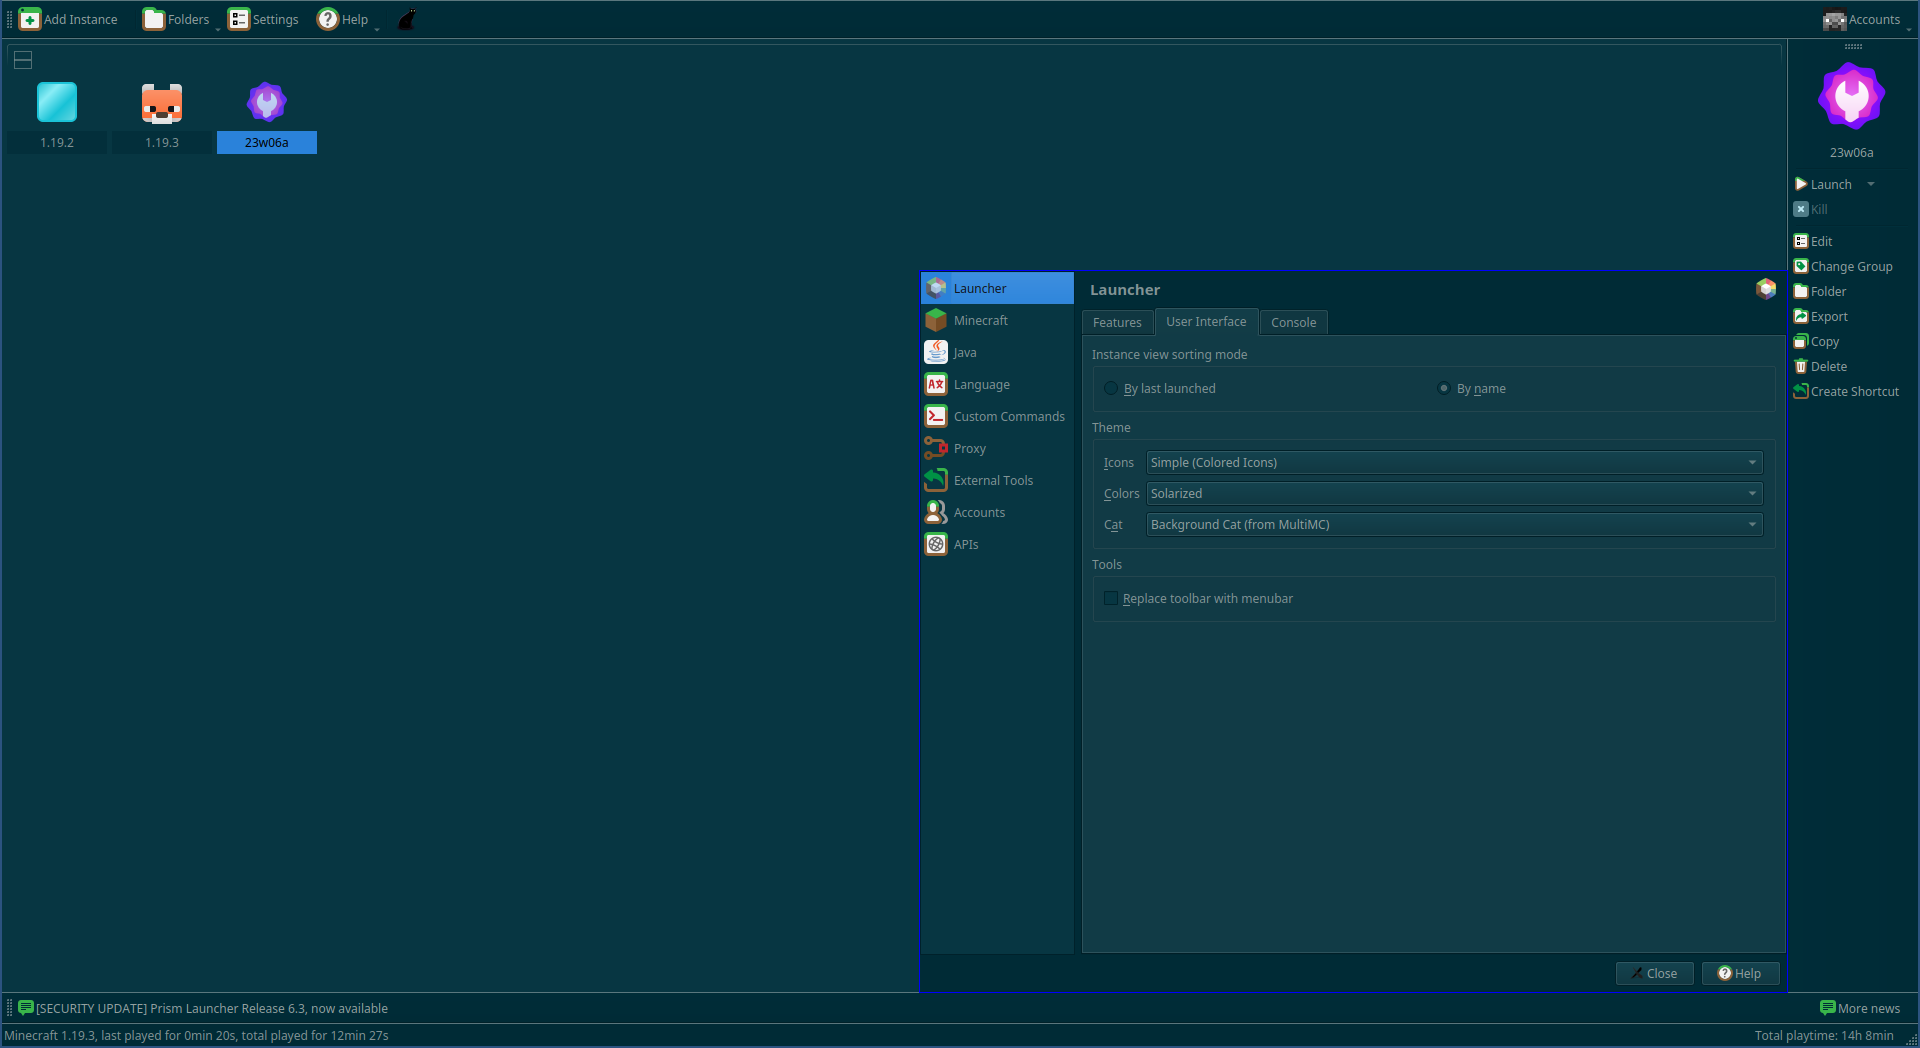 Add Instance Folders Settings Help Accounts
1.19.2 1.19.3 23w06a
23w06a
Launch
Kill
Edit
Change Group
Folder
Export
Copy
Delete
Create Shortcut
Launcher
Minecraft
Java
Language
Custom Commands
Proxy
External Tools
Accounts
APIs
Launcher
Features User Interface Console
Instance view sorting mode
By last launched By name
Theme
Icons Simple (Colored Icons)
Colors Solarized
Cat Background Cat (from MultiMC)
Tools
Replace toolbar with menubar
Close Help
[SECURITY UPDATE] Prism Launcher Release 6.3, now available More news
Minecraft 1.19.3, last played for 0min 20s, total played for 12min 27s Total playtime: 14h 8min